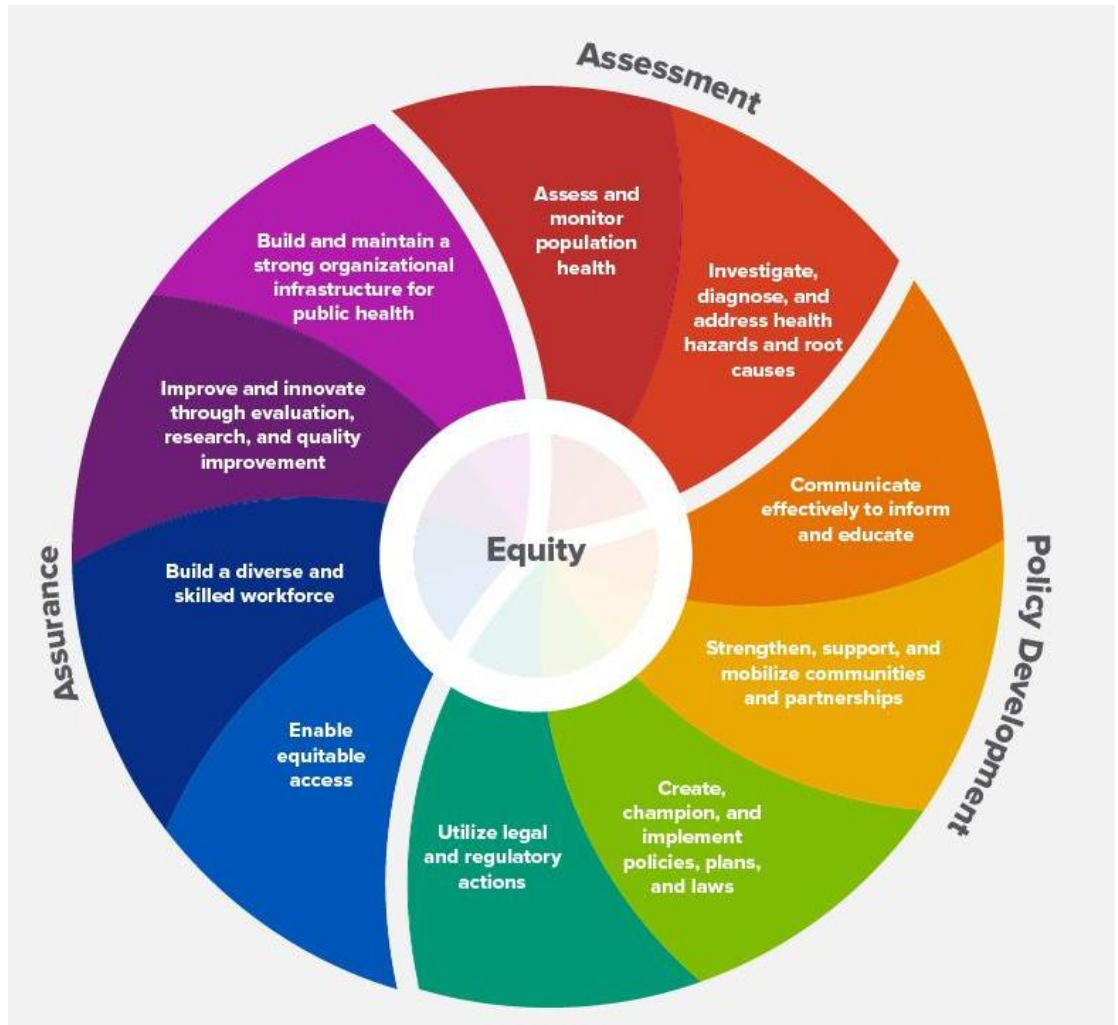 Assessment
Assess and
monitor
population
health
Investigate,
diagnose, and
address health
hazards and root
causes
Communicate
effectively to inform
and educate
Strengthen, support, and
mobilize communities
and partnerships
Policy Development
Create,
champion, and
implement
policies, plans,
and laws
Utilize legal
and regulatory
actions
Enable
equitable
access
Build a diverse and
skilled workforce
Assurance
Improve and innovate
through evaluation,
research, and quality
improvement
Build and maintain a
strong organizational
infrastructure for
public health
Equity